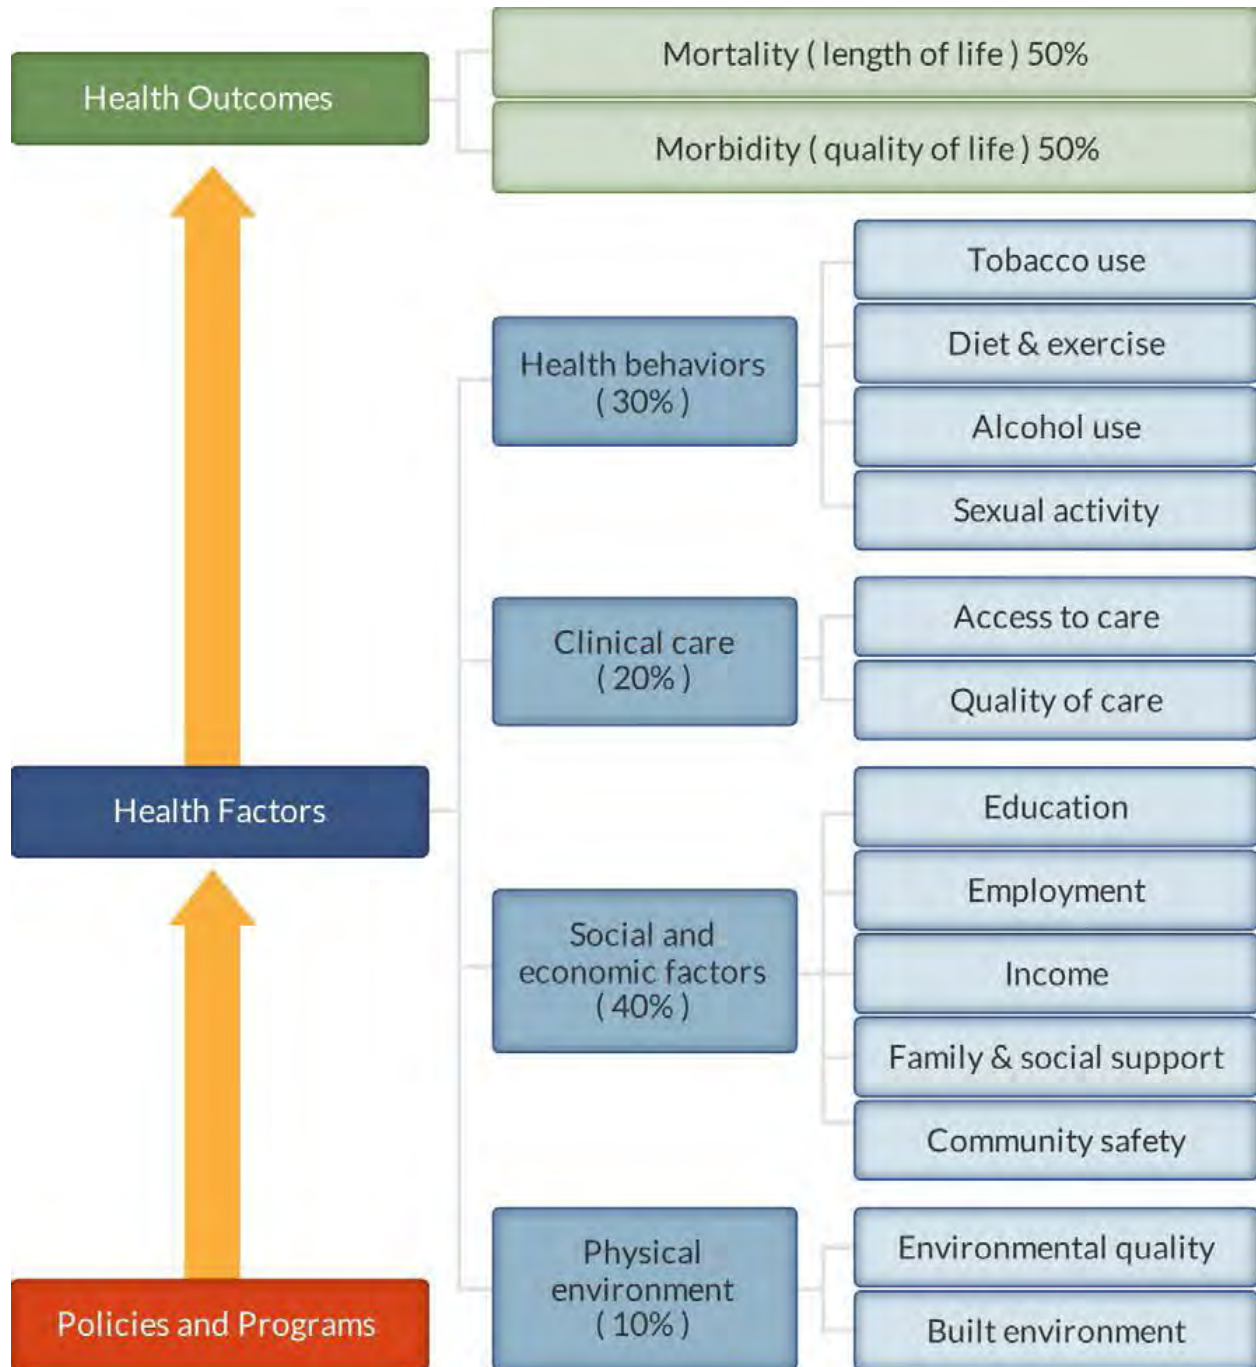 Health Outcomes
Mortality ( length of life ) 50%
Morbidity ( quality of life ) 50%
Health Factors
Health behaviors
( 30% )
Tobacco use
Diet & exercise
Alcohol use
Sexual activity
Clinical care
( 20% )
Access to care
Quality of care
Social and
economic factors
( 40% )
Education
Employment
Income
Family & social support
Community safety
Physical
environment
( 10% )
Environmental quality
Built environment
Policies and Programs